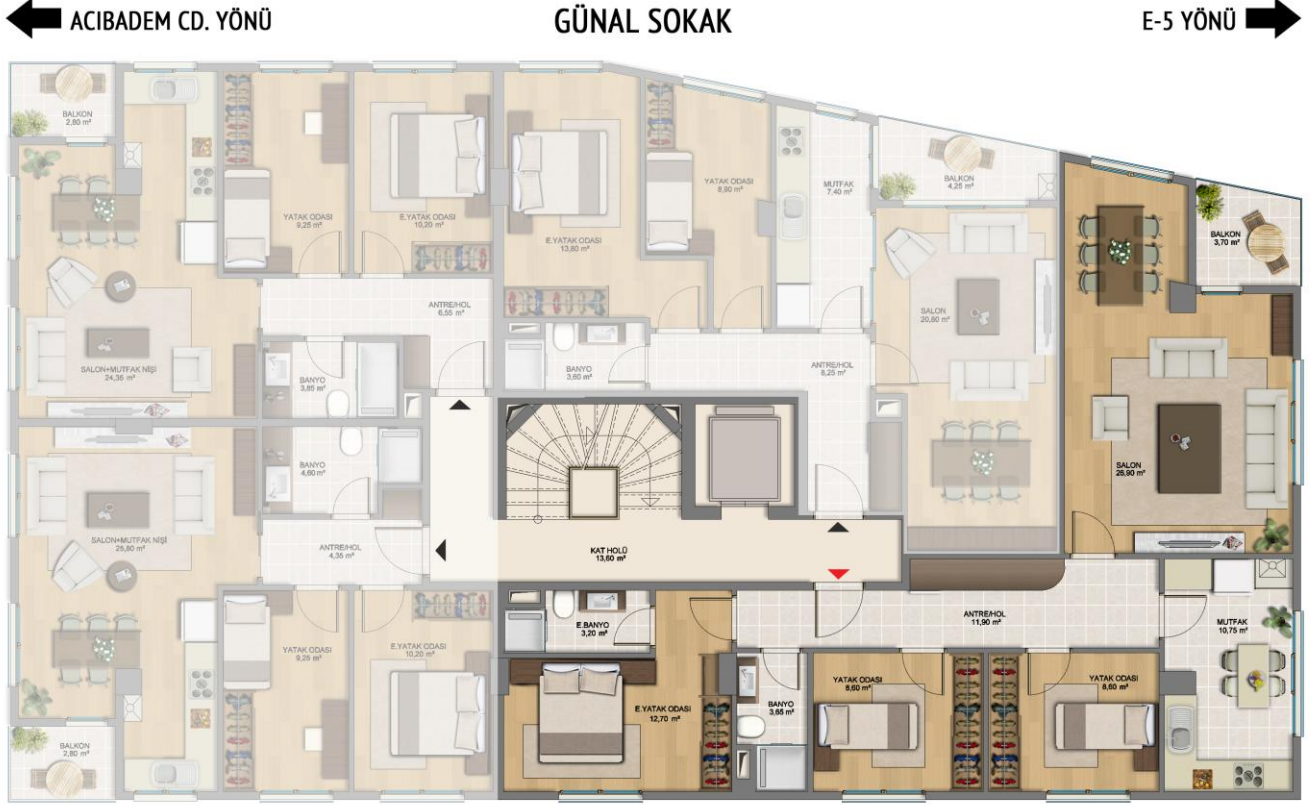 ACIBADEM CD. YÖNÜ
GÜNAL SOKAK
E-5 YÖNÜ
BALKON
2,80 m²
YATAK ODASI
9,25 m²
E.YATAK ODASI
10,20 m²
E.YATAK ODASI
13,80 m²
YATAK ODASI
8,90 m²
MUTFAK
7,40 m²
BALKON
4,25 m²
BALKON
3,70 m²
ANTRE/HOL
6,55 m²
SALON
20,80 m²
SALON+MUTFAK NİŞİ
24,35 m²
BANYO
3,85 m²
BANYO
3,60 m²
ANTRE/HOL
8,25 m²
BANYO
4,60 m²
SALON
26,90 m²
SALON+MUTFAK NİŞİ
25,80 m²
ANTRE/HOL
4,35 m²
KAT HOLÜ
13,60 m²
E.BANYO
3,20 m²
ANTRE/HOL
11,90 m²
MUTFAK
10,75 m²
YATAK ODASI
9,25 m²
E.YATAK ODASI
10,20 m²
E.YATAK ODASI
12,70 m²
BANYO
3,65 m²
YATAK ODASI
8,60 m²
YATAK ODASI
8,60 m²
BALKON
2,80 m²